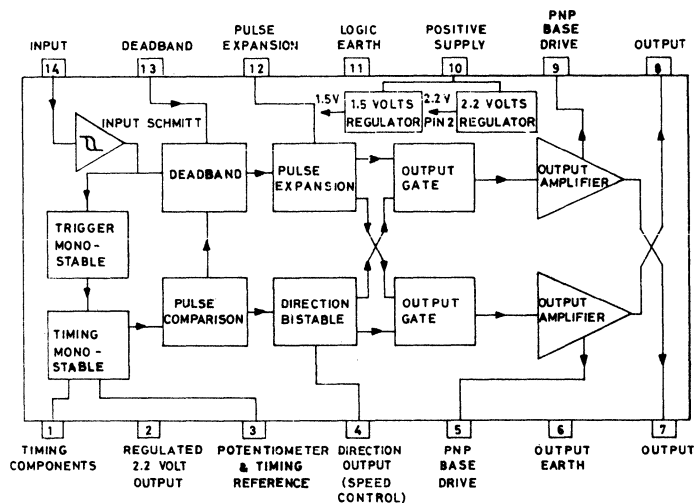 INPUT
DEADBAND
PULSE
EXPANSION
LOGIC
EARTH
POSITIVE
SUPPLY
PNP
BASE
DRIVE
OUTPUT
14
13
12
11
10
9
8
INPUT SCHMITT
1.5V
1.5 VOLTS
REGULATOR
2.2 V
PIN 2
2.2 VOLTS
REGULATOR
DEADBAND
PULSE
EXPANSION
OUTPUT
GATE
OUTPUT
AMPLIFIER
TRIGGER
MONO-
STABLE
TIMING
MONO-
STABLE
PULSE
COMPARISON
DIRECTION
BISTABLE
OUTPUT
GATE
OUTPUT
AMPLIFIER
1
2
3
4
5
6
7
TIMING
COMPONENTS
REGULATED
2.2 VOLT
OUTPUT
POTENTIOMETER
& TIMING
REFERENCE
DIRECTION
OUTPUT
(SPEED
CONTROL)
PNP
BASE
DRIVE
OUTPUT
EARTH
OUTPUT